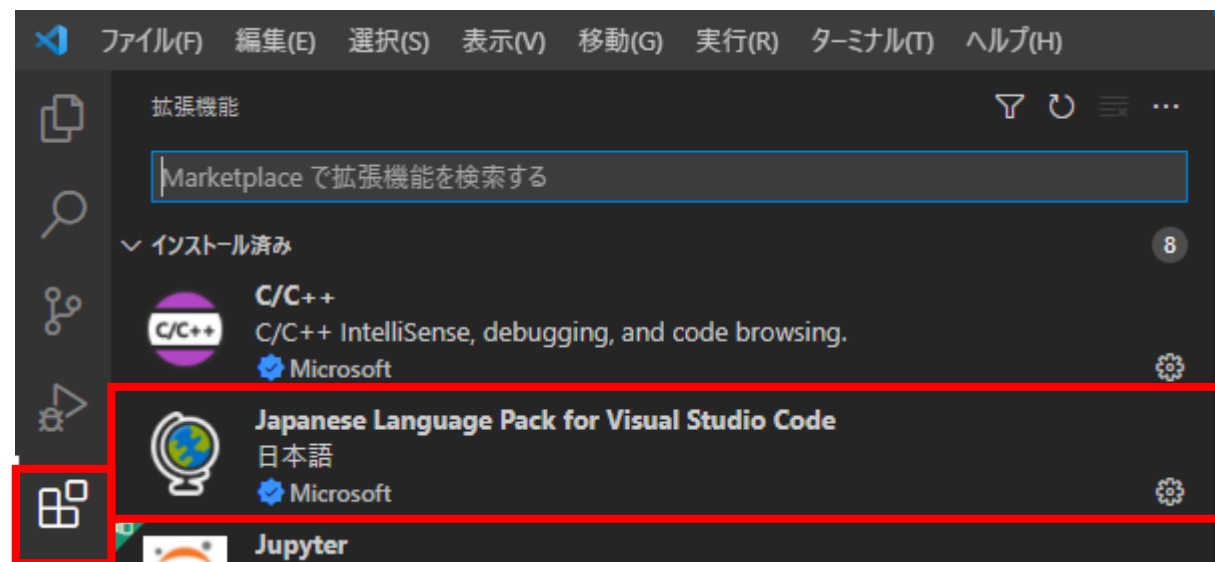 ファイル(F) 編集(E) 選択(S) 表示(V) 移動(G) 実行(R) ターミナル(T) ヘルプ(H)
拡張機能
Marketplace で拡張機能を検索する
インストール済み 8
C/C++
C/C++
C/C++ IntelliSense, debugging, and code browsing.
Microsoft
Japanese Language Pack for Visual Studio Code
日本語
Microsoft
Jupyter